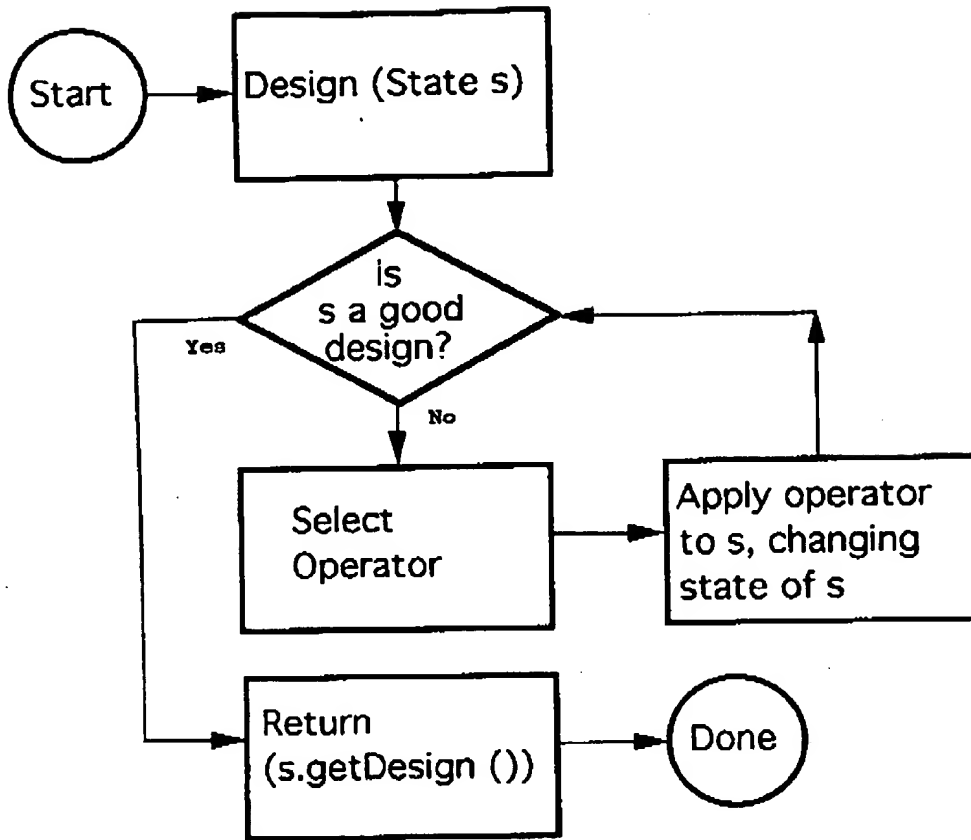 Start
Design (State s)
is
s a good
design?
Yes
No
Select
Operator
Apply operator
to s, changing
state of s
Return
(s.getDesign ())
Done